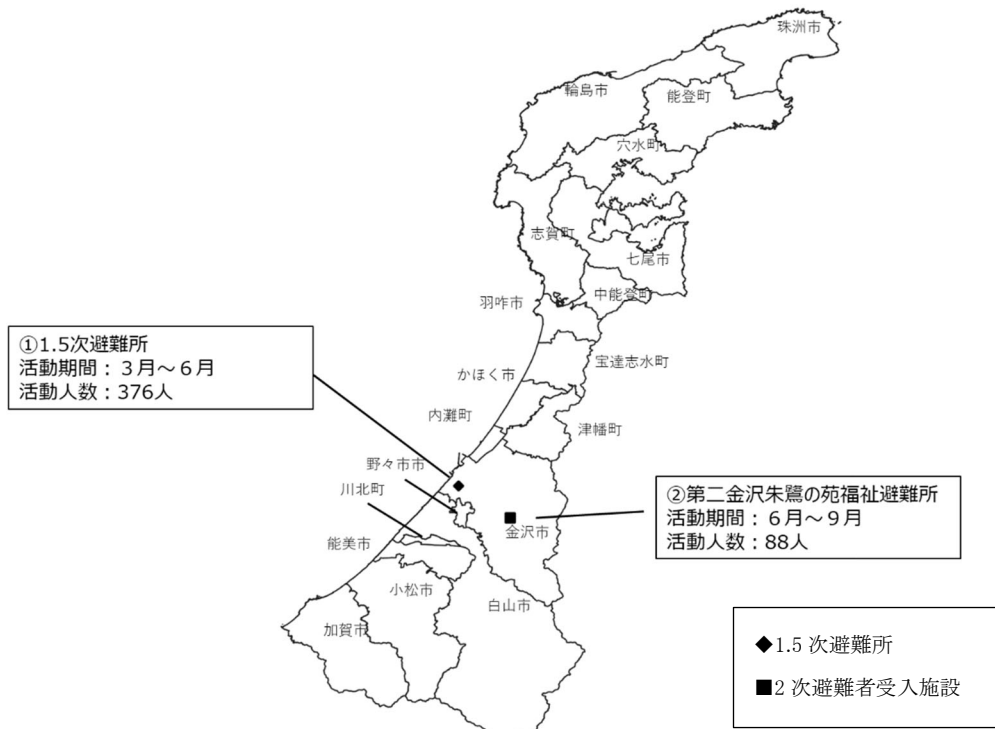 珠洲市
輪島市
能登町
穴水町
志賀町
七尾市
羽咋市
中能登町
①1.5次避難所
活動期間：３月～６月
活動人数：376人
宝達志水町
かほく市
内灘町
津幡町
野々市市
川北町
②第二金沢朱鷺の苑福祉避難所
活動期間：６月～９月
活動人数：88人
金沢市
能美市
小松市
白山市
加賀市
◆1.5 次避難所
■2 次避難者受入施設